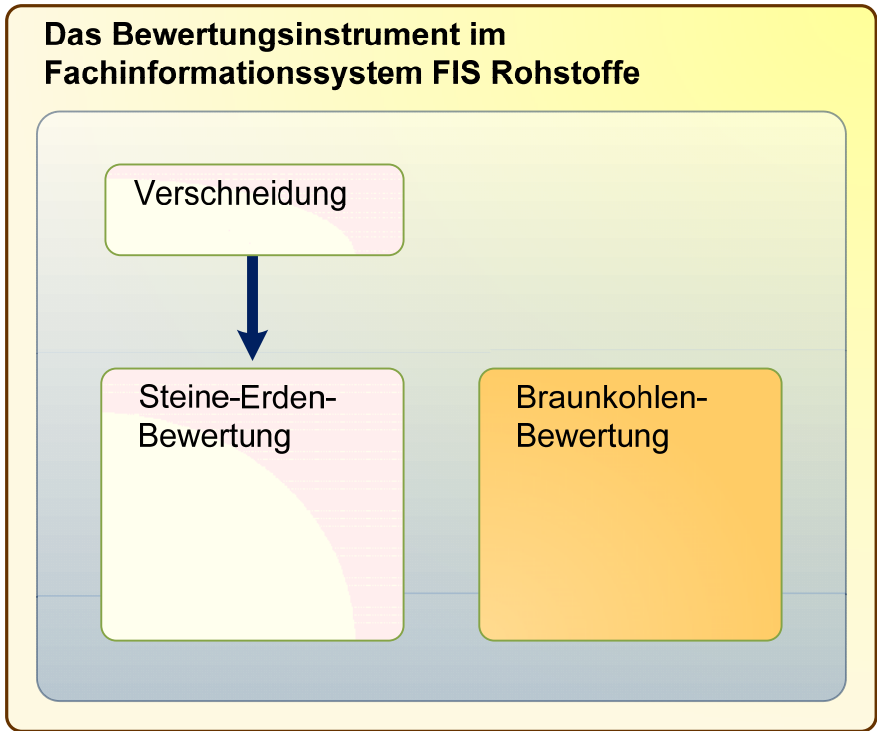 Das Bewertungsinstrument im
Fachinformationssystem FIS Rohstoffe
Verschneidung
Steine-Erden-
Bewertung
Braunkohlen-
Bewertung